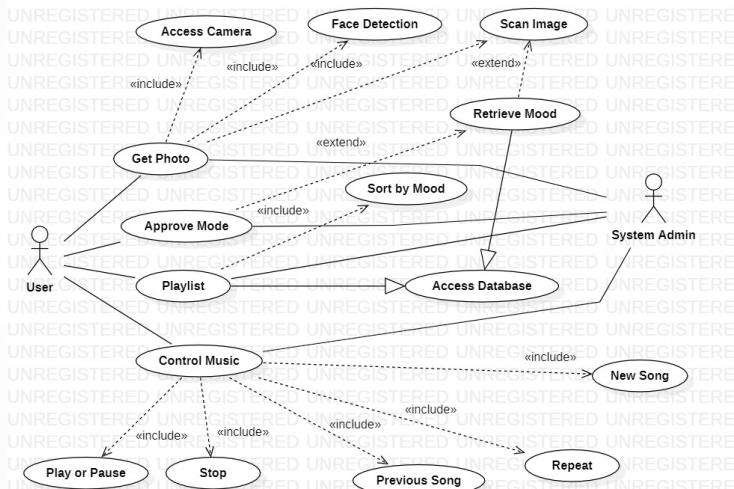 Access Camera
Face Detection
Scan Image
«include»
«include»
«include»
«extend»
Retrieve Mood
«extend»
Get Photo
Sort by Mood
«include»
Approve Mode
System Admin
User
Playlist
Access Database
Control Music
«include»
New Song
«include»
«include»
«include»
«include»
Play or Pause
Stop
Previous Song
Repeat
UNREGISTERED